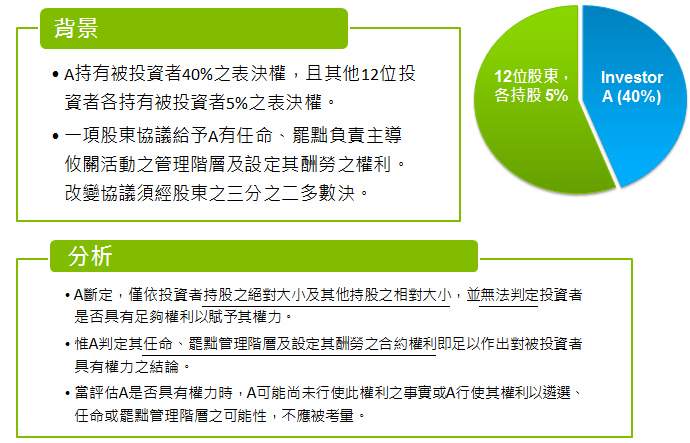 背景
• A持有被投資者40%之表決權，且其他12位投
資者各持有被投資者5%之表決權。
• 一項股東協議給予A有任命、罷黜負責主導
攸關活動之管理階層及設定其酬勞之權利。
改變協議須經股東之三分之二多數決。
12位股東，
各持股 5%
Investor
A (40%)
分析
• A斷定，僅依投資者持股之絕對大小及其他持股之相對大小，並無法判定投資者
是否具有足夠權利以賦予其權力。
• 惟A判定其任命、罷黜管理階層及設定其酬勞之合約權利即足以作出對被投資者
具有權力之結論。
• 當評估A是否具有權力時，A可能尚未行使此權利之事實或A行使其權利以遴選、
任命或罷黜管理階層之可能性，不應被考量。